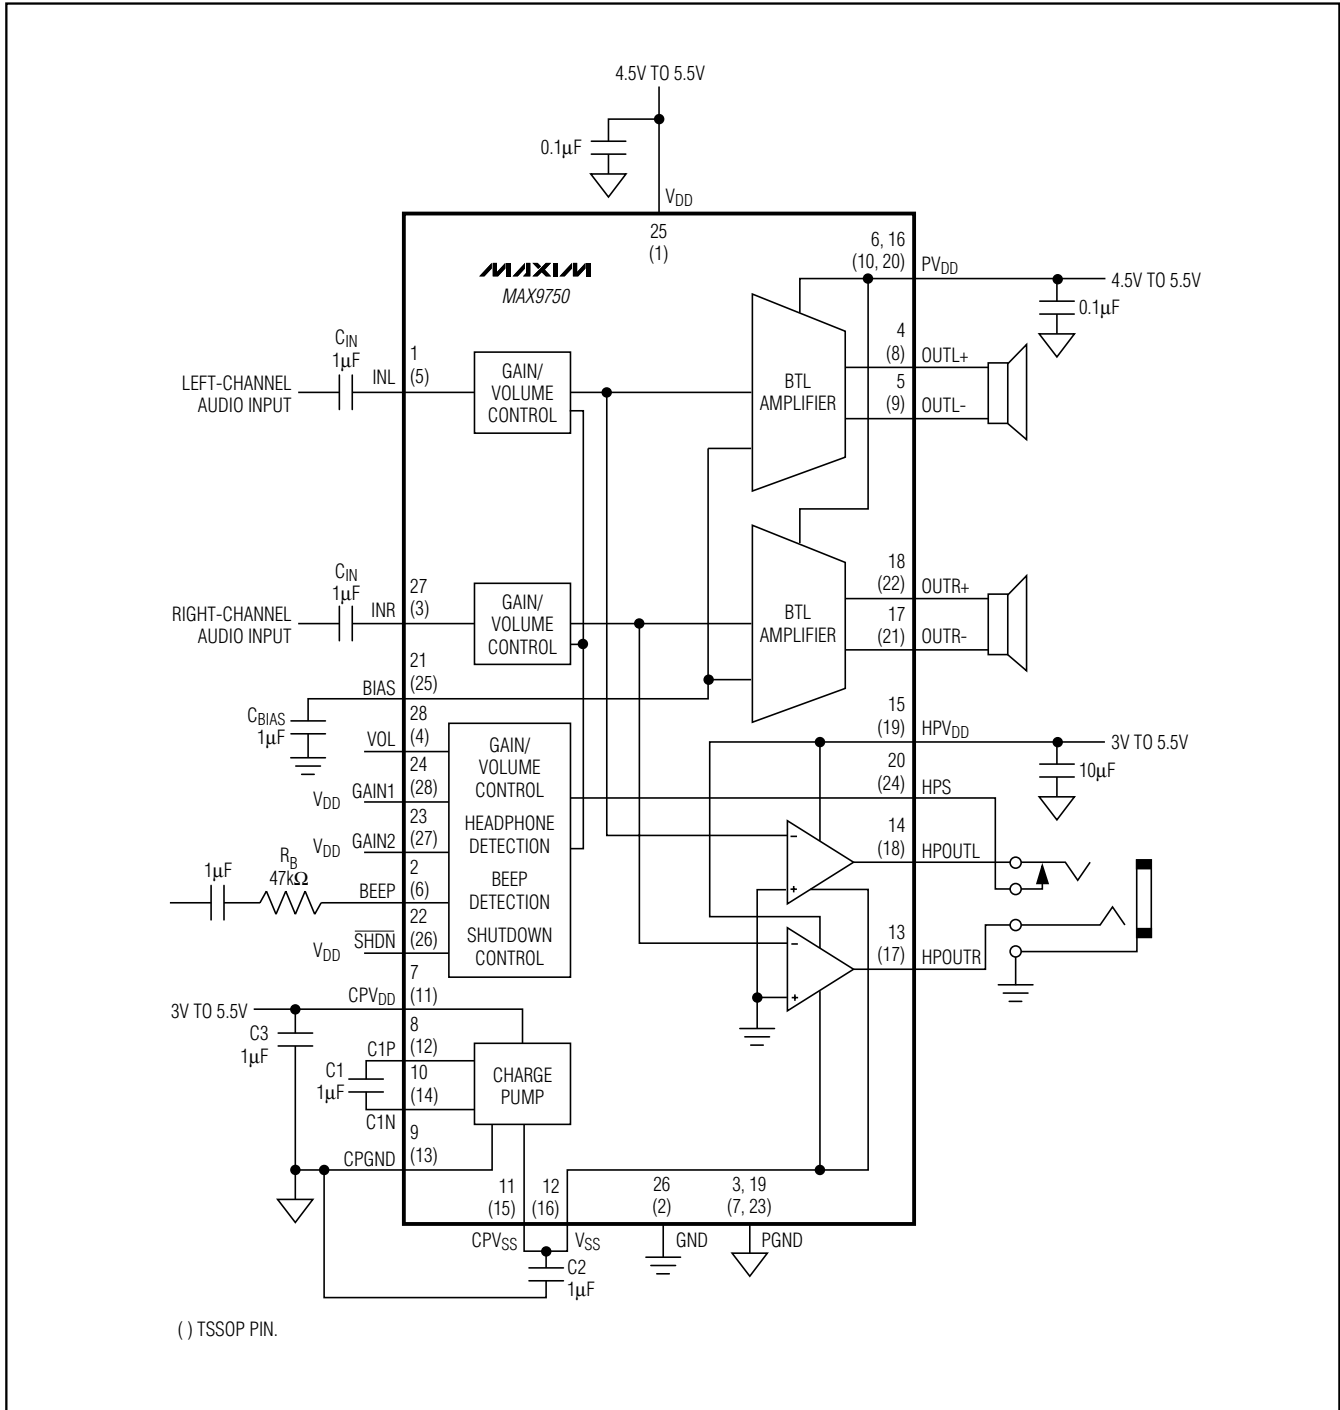 4.5V TO 5.5V
0.1μF
VDD
25
(1)
MAXIM
MAX9750
6, 16
(10, 20)
PVDD
4.5V TO 5.5V
0.1μF
CIN
1μF
LEFT-CHANNEL
AUDIO INPUT
INL
1
(5)
GAIN/
VOLUME
CONTROL
BTL
AMPLIFIER
4
(8)
OUTL+
5
(9)
OUTL-
CIN
1μF
RIGHT-CHANNEL
AUDIO INPUT
INR
27
(3)
GAIN/
VOLUME
CONTROL
BTL
AMPLIFIER
18
(22)
OUTR+
17
(21)
OUTR-
21
(25)
BIAS
CBIAS
1μF
28
(4)
VOL
24
(28)
VDD GAIN1
23
(27)
VDD GAIN2
2
(6)
1μF
RB
47kΩ
BEEP
22
(26)
VDD SHDN
GAIN/
VOLUME
CONTROL
HEADPHONE
DETECTION
BEEP
DETECTION
SHUTDOWN
CONTROL
15
(19)
HPVDD
3V TO 5.5V
10μF
20
(24)
HPS
14
(18)
HPOUTL
13
(17)
HPOUTR
−
+
−
+
7
(11)
3V TO 5.5V
CPVDD
C3
1μF
8
(12)
C1P
C1
1μF
10
(14)
C1N
CHARGE
PUMP
9
(13)
CPGND
11
(15)
12
(16)
26
(2)
3, 19
(7, 23)
CPVSS
VSS
GND
PGND
C2
1μF
( ) TSSOP PIN.